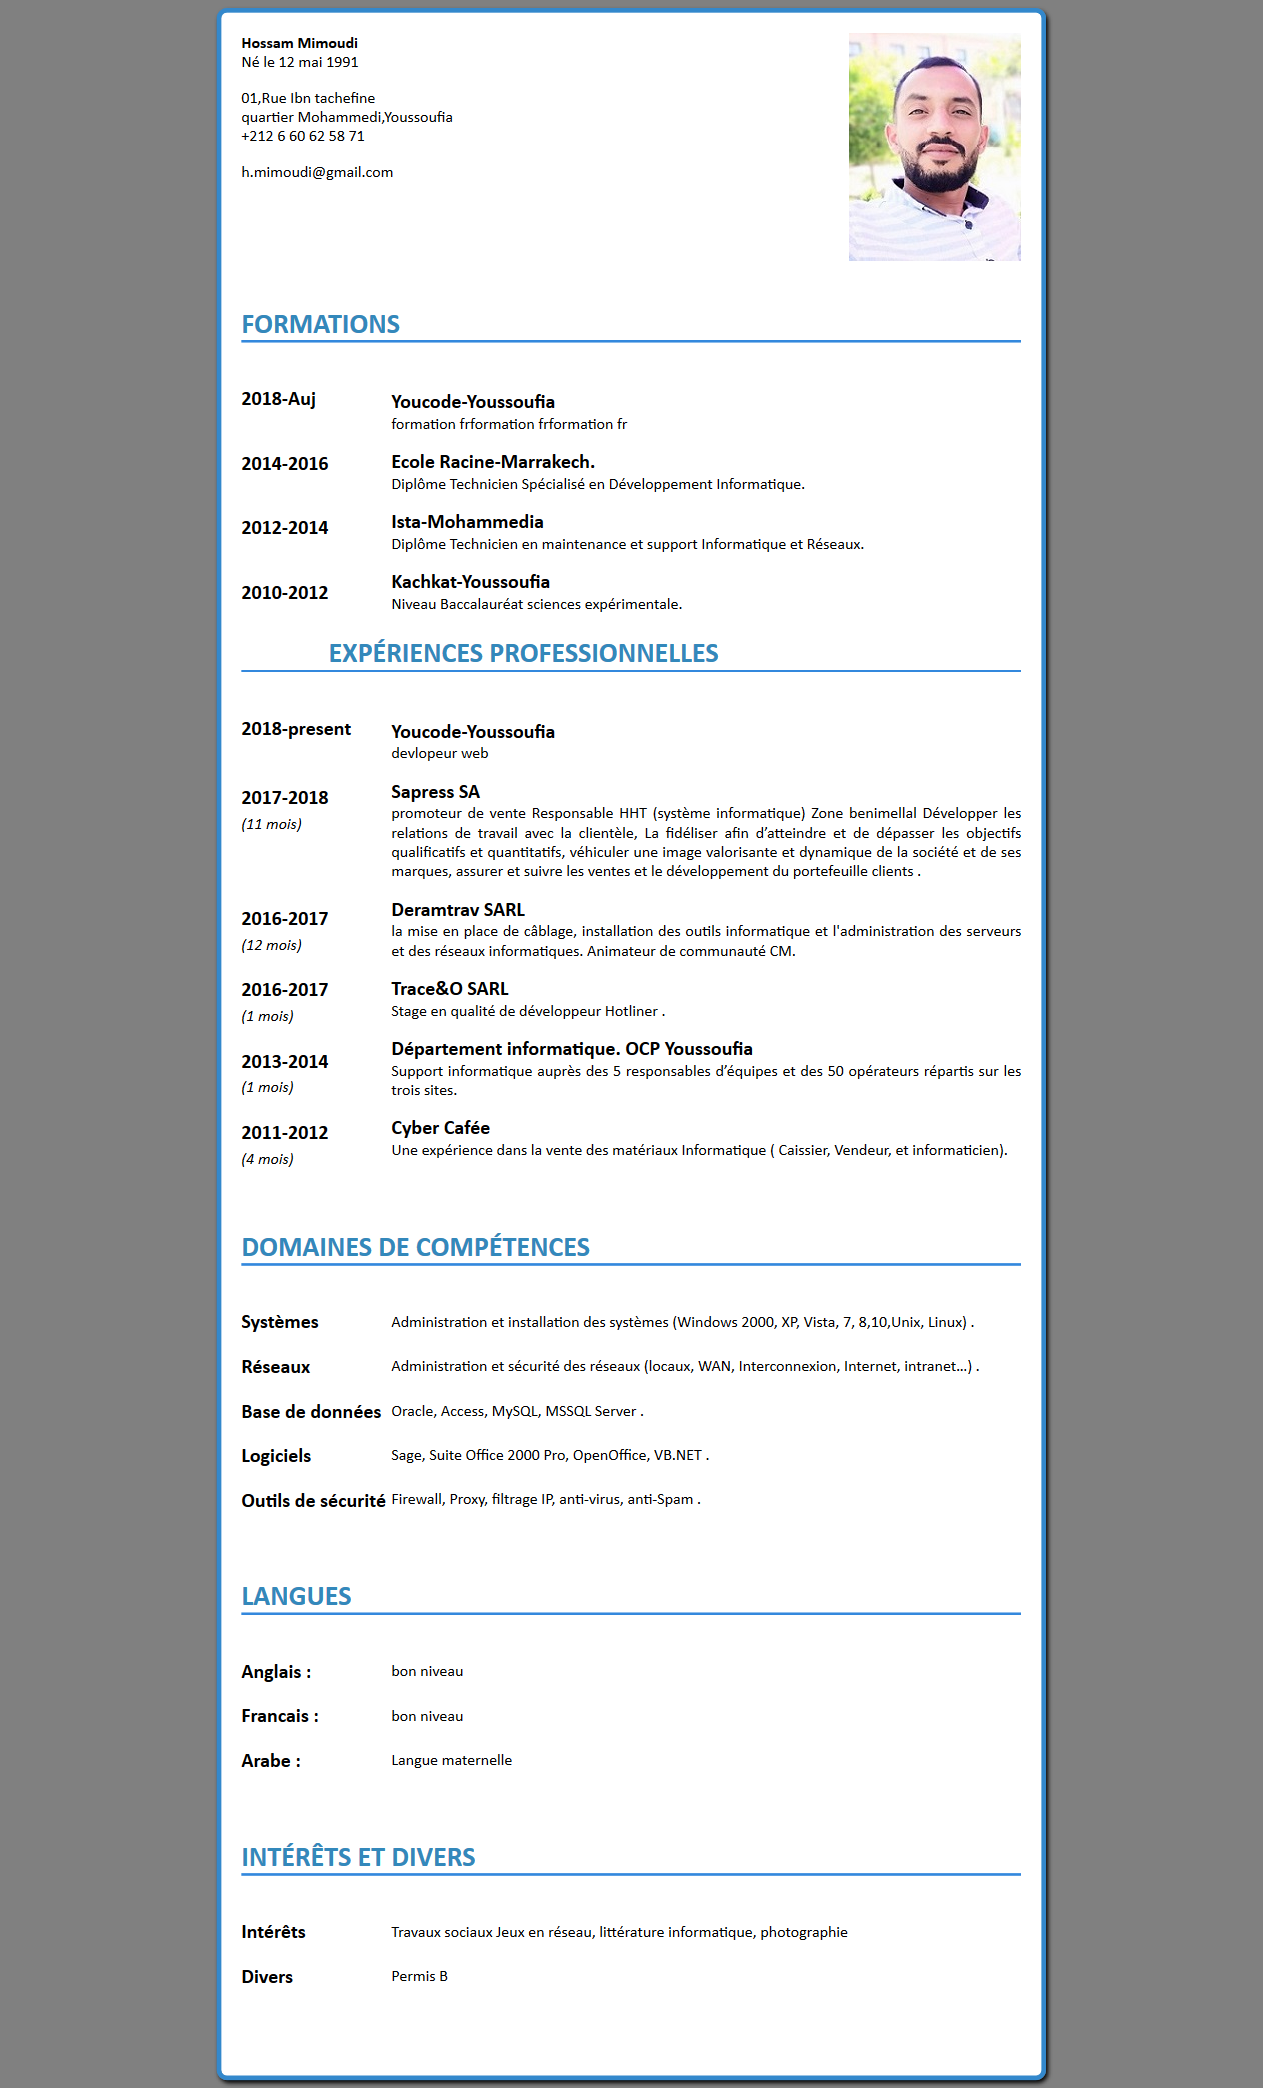 Hossam Mimoudi
Né le 12 mai 1991
01,Rue Ibn tachefine
quartier Mohammedi,Youssoufia
+212 6 60 62 58 71
h.mimoudi@gmail.com
FORMATIONS
2018-Auj
Youcode-Youssoufia
formation frformation frformation fr
2014-2016
Ecole Racine-Marrakech.
Diplôme Technicien Spécialisé en Développement Informatique.
2012-2014
Ista-Mohammedia
Diplôme Technicien en maintenance et support Informatique et Réseaux.
2010-2012
Kachkat-Youssoufia
Niveau Baccalauréat sciences expérimentale.
EXPÉRIENCES PROFESSIONNELLES
2018-present
Youcode-Youssoufia
devlopeur web
2017-2018
(11 mois)
Sapress SA
promoteur de vente Responsable HHT (système informatique) Zone benimellal Développer les
relations de travail avec la clientèle, La fidéliser afin d’atteindre et de dépasser les objectifs
qualificatifs et quantitatifs, véhiculer une image valorisante et dynamique de la société et de ses
marques, assurer et suivre les ventes et le développement du portefeuille clients .
2016-2017
(12 mois)
Deramtrav SARL
la mise en place de câblage, installation des outils informatique et l'administration des serveurs
et des réseaux informatiques. Animateur de communauté CM.
2016-2017
(1 mois)
Trace&O SARL
Stage en qualité de développeur Hotliner .
2013-2014
(1 mois)
Département informatique. OCP Youssoufia
Support informatique auprès des 5 responsables d’équipes et des 50 opérateurs répartis sur les
trois sites.
2011-2012
(4 mois)
Cyber Cafée
Une expérience dans la vente des matériaux Informatique ( Caissier, Vendeur, et informaticien).
DOMAINES DE COMPÉTENCES
Systèmes
Administration et installation des systèmes (Windows 2000, XP, Vista, 7, 8,10,Unix, Linux) .
Réseaux
Administration et sécurité des réseaux (locaux, WAN, Interconnexion, Internet, intranet…) .
Base de données
Oracle, Access, MySQL, MSSQL Server .
Logiciels
Sage, Suite Office 2000 Pro, OpenOffice, VB.NET .
Outils de sécurité
Firewall, Proxy, filtrage IP, anti-virus, anti-Spam .
LANGUES
Anglais :
bon niveau
Francais :
bon niveau
Arabe :
Langue maternelle
INTÉRÊTS ET DIVERS
Intérêts
Travaux sociaux Jeux en réseau, littérature informatique, photographie
Divers
Permis B